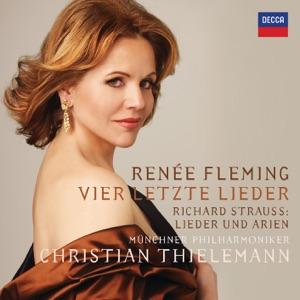 DECCA
RENÉE FLEMING
VIER LETZTE LIEDER
RICHARD STRAUSS:
LIEDER UND ARIEN
MÜNCHNER PHILHARMONIKER
CHRISTIAN THIELEMANN